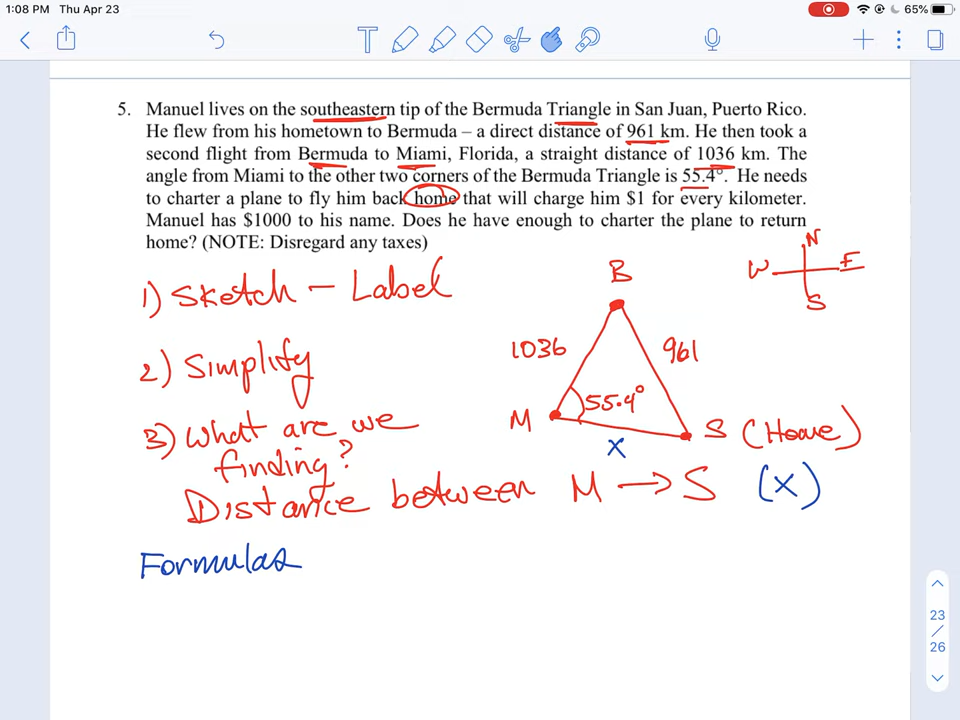 1:08 PM Thu Apr 23 65%
T
5. Manuel lives on the southeastern tip of the Bermuda Triangle in San Juan, Puerto Rico.
He flew from his hometown to Bermuda – a direct distance of 961 km. He then took a
second flight from Bermuda to Miami, Florida, a straight distance of 1036 km. The
angle from Miami to the other two corners of the Bermuda Triangle is 55.4°. He needs
to charter a plane to fly him back home that will charge him $1 for every kilometer.
Manuel has $1000 to his name. Does he have enough to charter the plane to return
home? (NOTE: Disregard any taxes)
N
W E
S
1) Sketch – Label
B
1036 961
2) Simplify
55.4°
M S (Home)
X
3) What are we
finding?
Distance between M → S (X)
Formulas
23
/
26